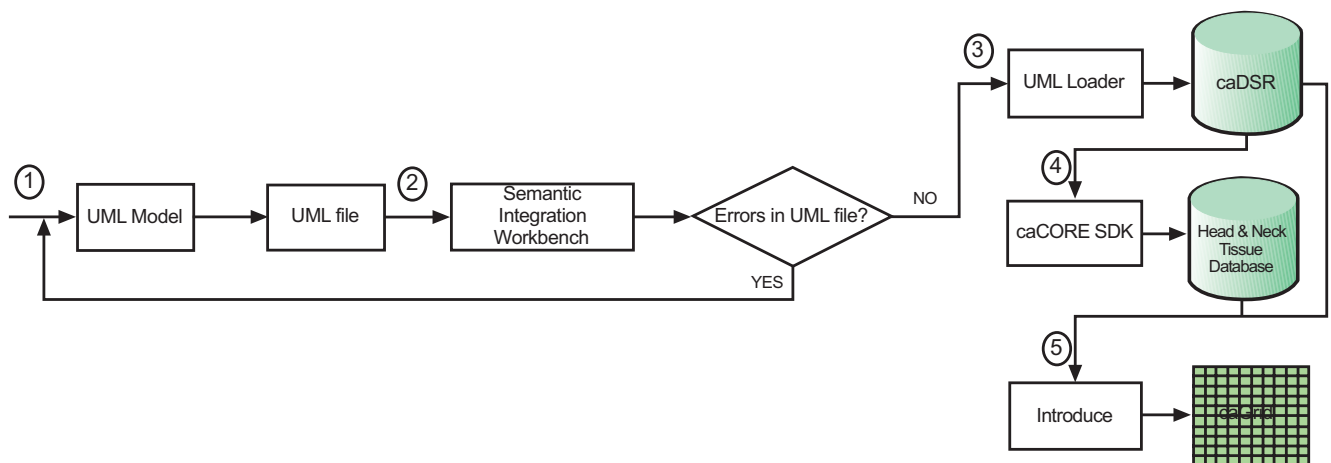 1
UML Model
UML file
2
Semantic
Integration
Workbench
Errors in UML file?
YES
NO
3
UML Loader
caDSR
4
caCORE SDK
Head & Neck
Tissue
Database
5
Introduce
caGrid